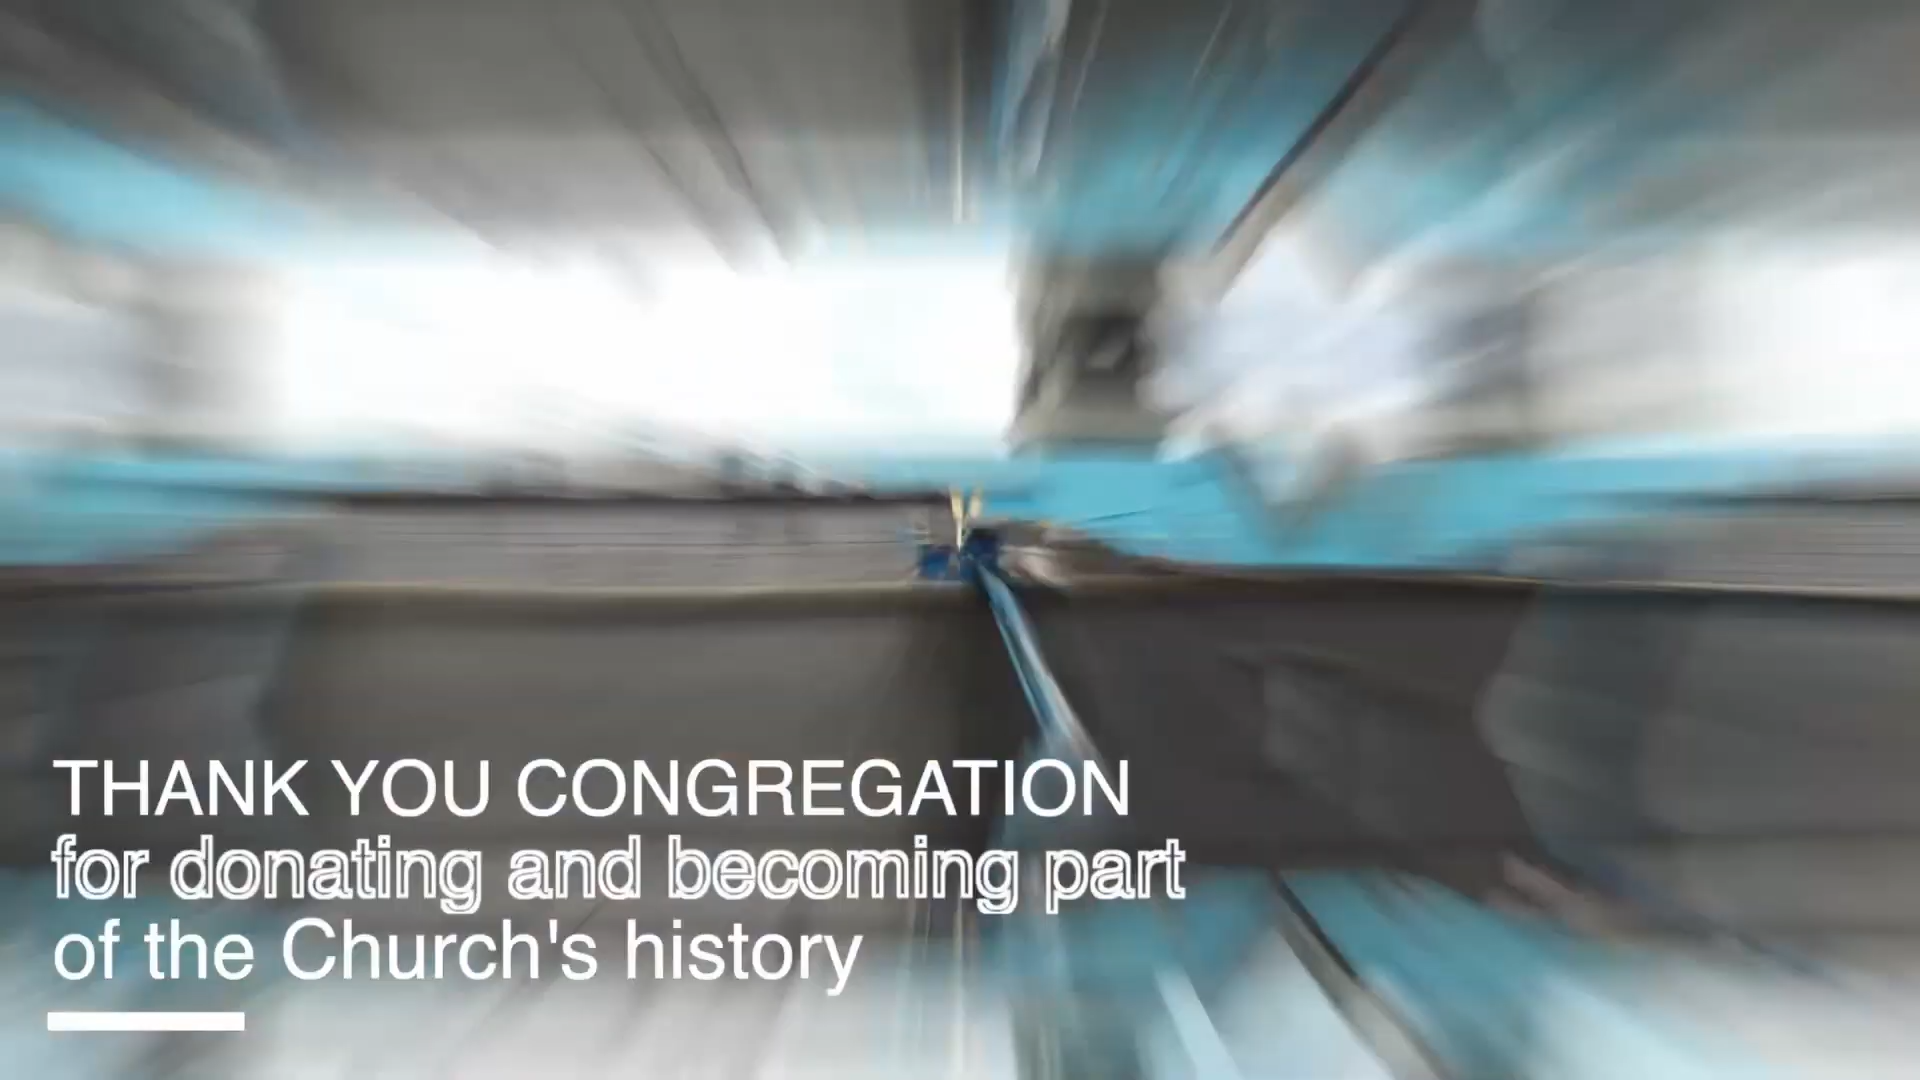 THANK YOU CONGREGATION
for donating and becoming part
of the Church's history